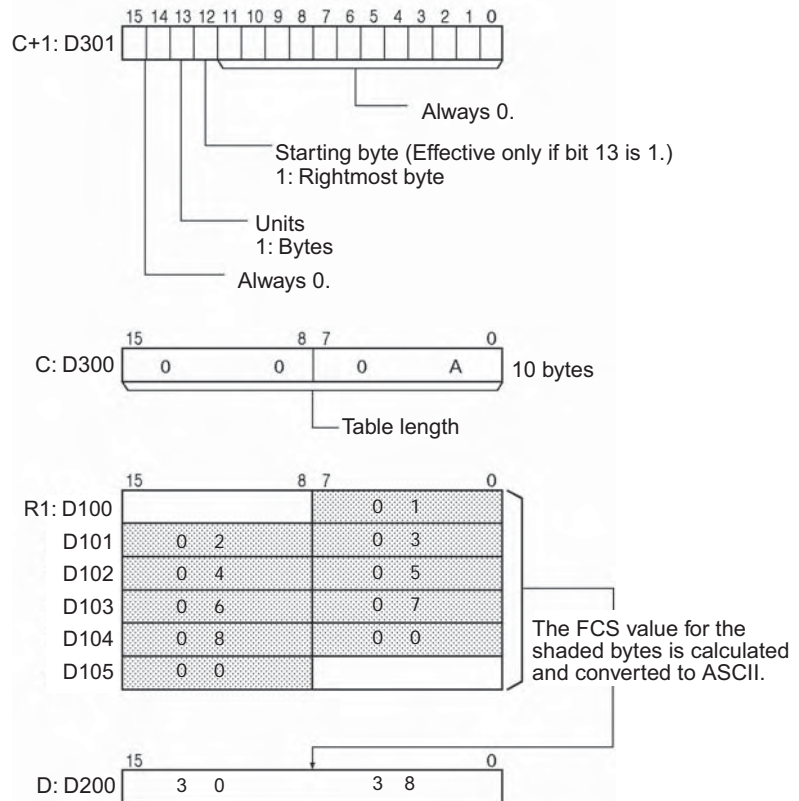 15 14 13 12 11 10 9 8 7 6 5 4 3 2 1 0
C+1: D301
Always 0.
Starting byte (Effective only if bit 13 is 1.)
1: Rightmost byte
Units
1: Bytes
Always 0.
15 8 7 0
C: D300 0 0 0 A 10 bytes
Table length
15 8 7 0
R1: D100 0 1
D101 0 2 0 3
D102 0 4 0 5
D103 0 6 0 7
D104 0 8 0 0
D105 0 0
The FCS value for the
shaded bytes is calculated
and converted to ASCII.
15 0
D: D200 3 0 3 8